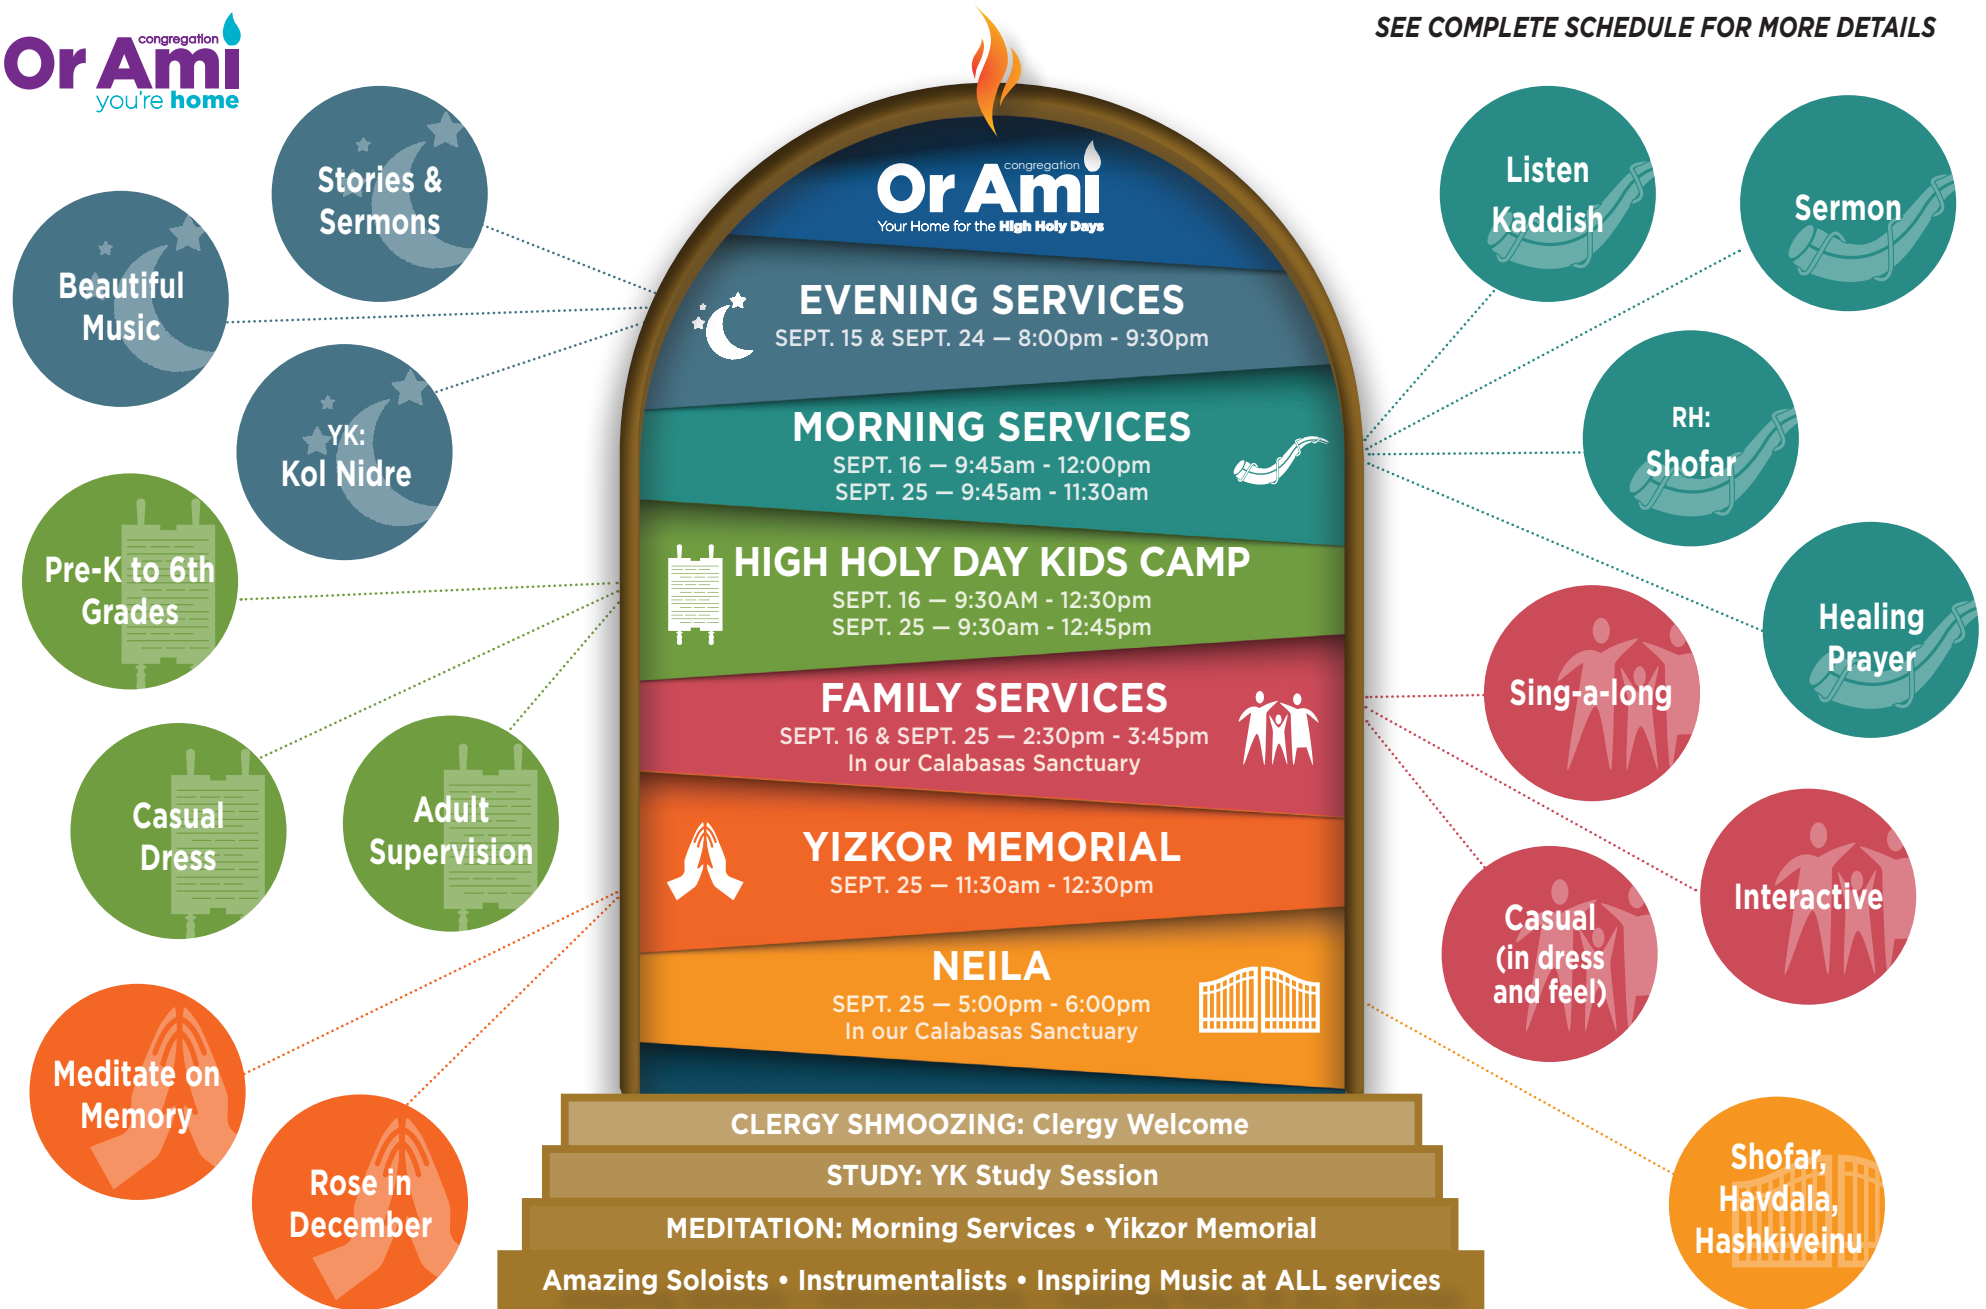 congregation
Or Ami
you're home
SEE COMPLETE SCHEDULE FOR MORE DETAILS
Stories &
Sermons
Beautiful
Music
YK:
Kol Nidre
Pre-K to 6th
Grades
Casual
Dress
Adult
Supervision
Meditate on
Memory
Rose in
December
congregation
Or Ami
Your Home for the High Holy Days
EVENING SERVICES
SEPT. 15 & SEPT. 24 — 8:00pm - 9:30pm
MORNING SERVICES
SEPT. 16 — 9:45am - 12:00pm
SEPT. 25 — 9:45am - 11:30am
HIGH HOLY DAY KIDS CAMP
SEPT. 16 — 9:30AM - 12:30pm
SEPT. 25 — 9:30am - 12:45pm
FAMILY SERVICES
SEPT. 16 & SEPT. 25 — 2:30pm - 3:45pm
In our Calabasas Sanctuary
YIZKOR MEMORIAL
SEPT. 25 — 11:30am - 12:30pm
NEILA
SEPT. 25 — 5:00pm - 6:00pm
In our Calabasas Sanctuary
CLERGY SHMOOZING: Clergy Welcome
STUDY: YK Study Session
MEDITATION: Morning Services • Yikzor Memorial
Amazing Soloists • Instrumentalists • Inspiring Music at ALL services
Listen
Kaddish
Sermon
RH:
Shofar
Healing
Prayer
Sing-a-long
Interactive
Casual
(in dress
and feel)
Shofar,
Havdala,
Hashkiveinu